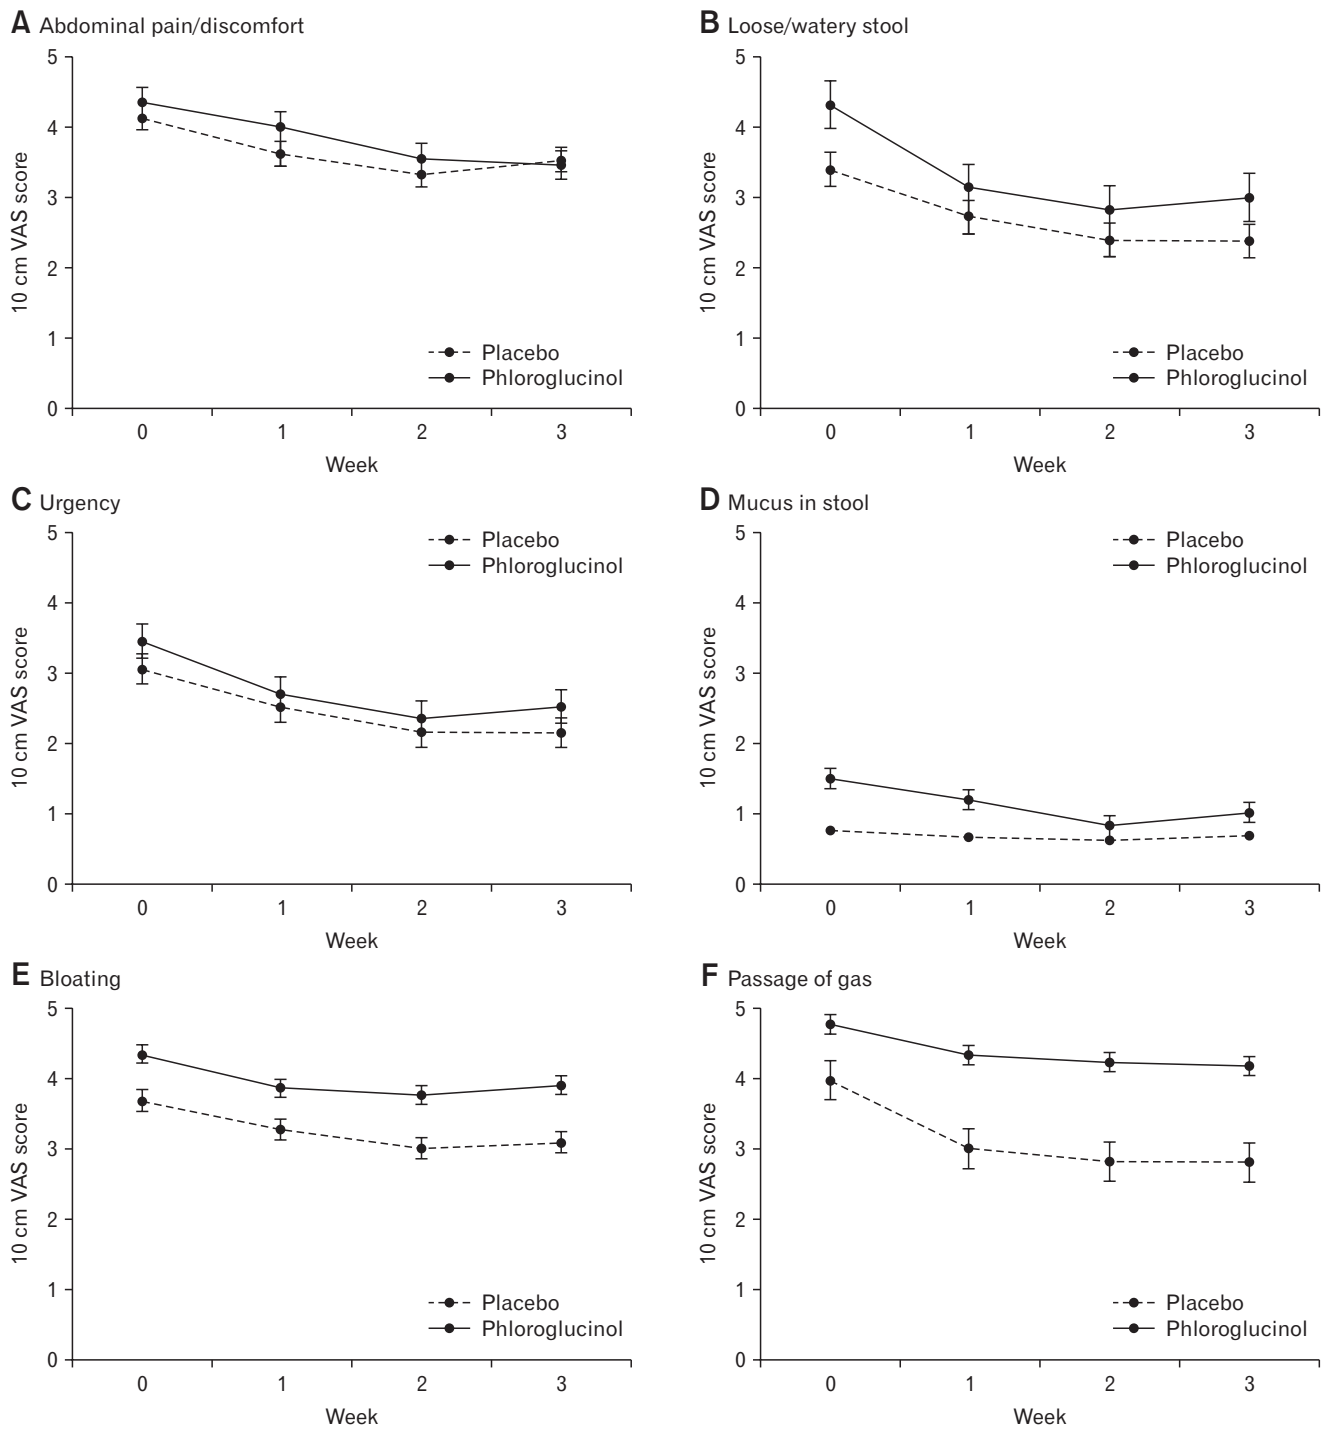 A Abdominal pain/discomfort
5
4
3
2
1
0
10 cm VAS score
Placebo
Phloroglucinol
0 1 2 3
Week
B Loose/watery stool
5
4
3
2
1
0
10 cm VAS score
Placebo
Phloroglucinol
0 1 2 3
Week
C Urgency
5
4
3
2
1
0
10 cm VAS score
Placebo
Phloroglucinol
0 1 2 3
Week
D Mucus in stool
5
4
3
2
1
0
10 cm VAS score
Placebo
Phloroglucinol
0 1 2 3
Week
E Bloating
5
4
3
2
1
0
10 cm VAS score
Placebo
Phloroglucinol
0 1 2 3
Week
F Passage of gas
5
4
3
2
1
0
10 cm VAS score
Placebo
Phloroglucinol
0 1 2 3
Week